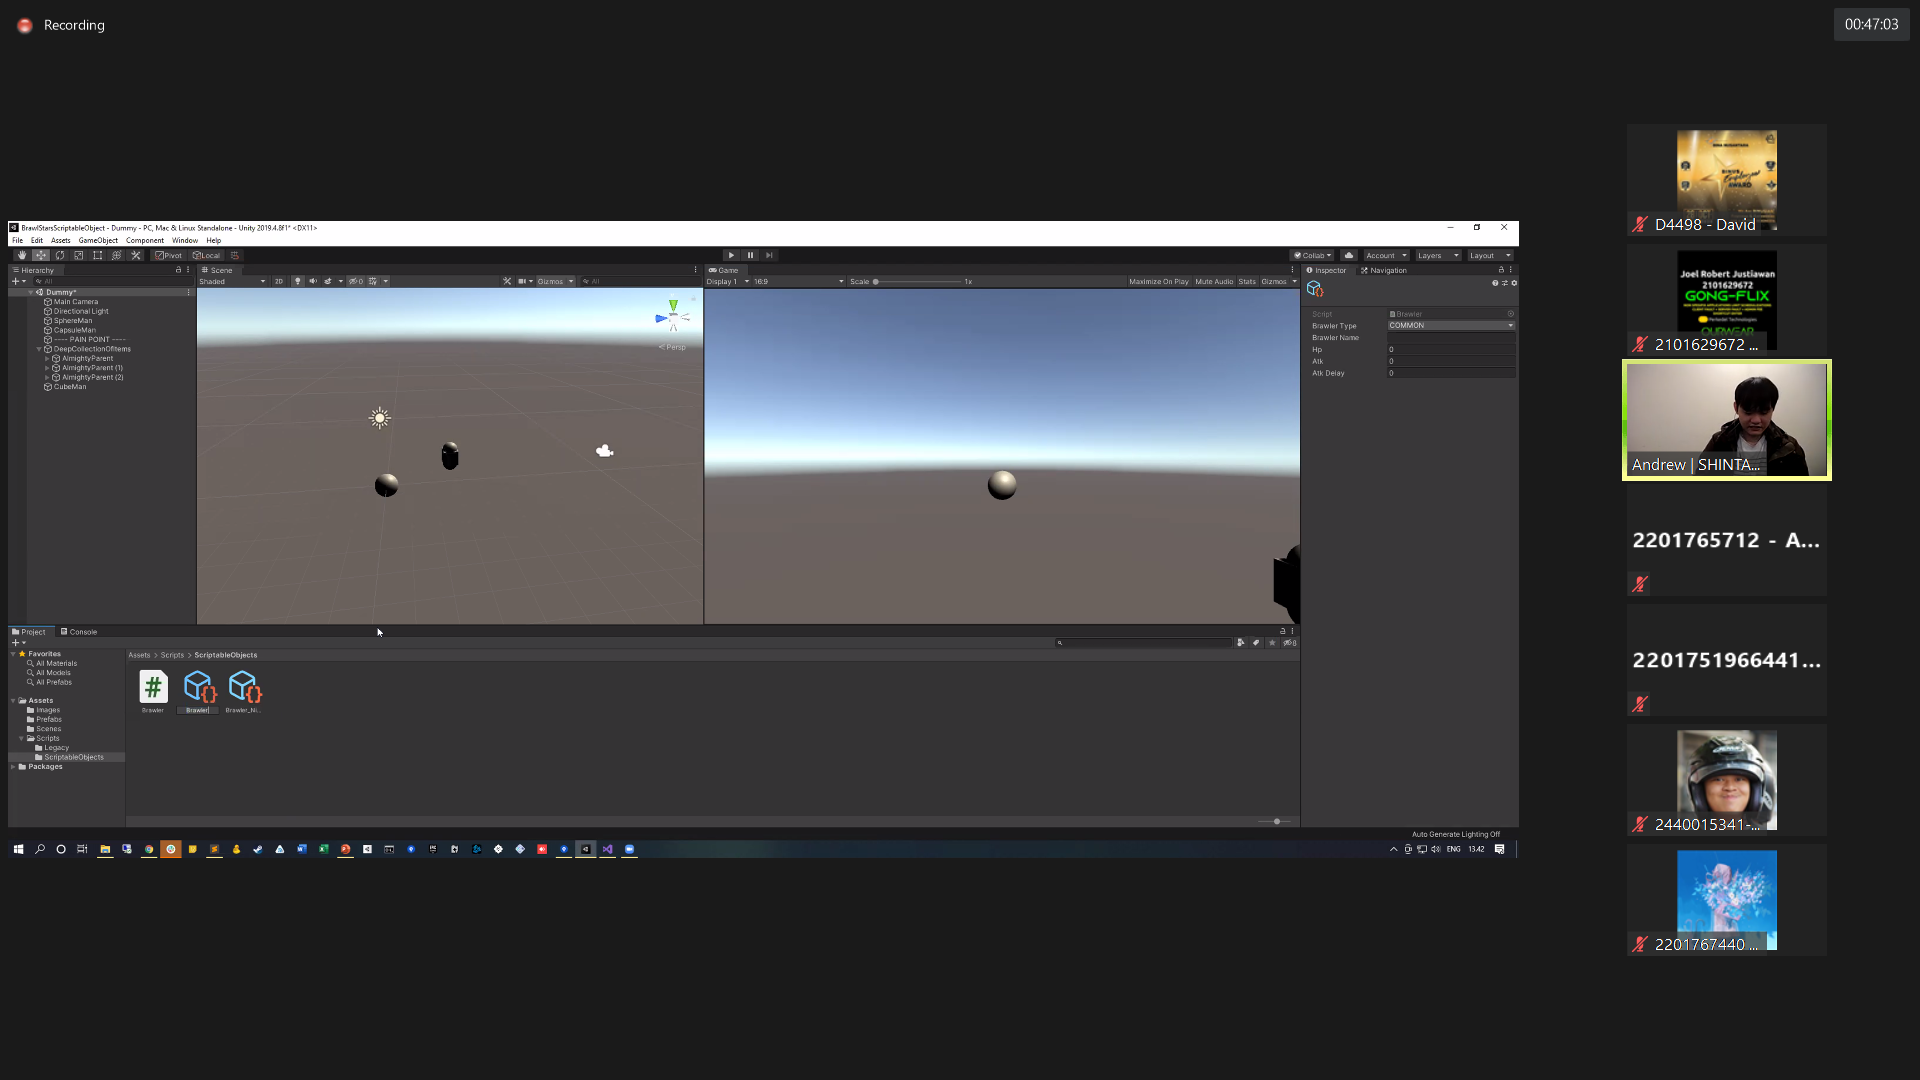 Recording
00:47:03
BrawlStarsScriptableObject - Dummy - PC, Mac & Linux Standalone - Unity 2019.4.8f1* <DX11>
File Edit Assets GameObject Component Window Help
Pivot Local
Collab Account Layers Layout
Hierarchy
Scene
Game
Inspector Navigation
All
Shaded 2D 0 Gizmos All
Display 1 16:9 Scale 1x Maximize On Play Mute Audio Stats Gizmos
Dummy*
Main Camera
Directional Light
SphereMan
CapsuleMan
---- PAIN POINT ----
DeepCollectionOfItems
AlmightyParent
AlmightyParent (1)
AlmightyParent (2)
CubeMan
< Persp
Script Brawler
Brawler Type COMMON
Brawler Name
Hp 0
Atk 0
Atk Delay 0
Project Console
8
Favorites
All Materials
All Models
All Prefabs
Assets
Images
Prefabs
Scenes
Scripts
Legacy
ScriptableObjects
Packages
Assets > Scripts > ScriptableObjects
Brawler
Brawler
Brawler_Ni...
Auto Generate Lighting Off
ENG 13.42
AWARD
D4498 - David
Joel Robert Justiawan
2101629672
GONG-FLIX
OURWEAR
2101629672 ...
Andrew | SHINTA...
2201765712 - A...
2201751966441...
2440015341-...
2201767440 ...